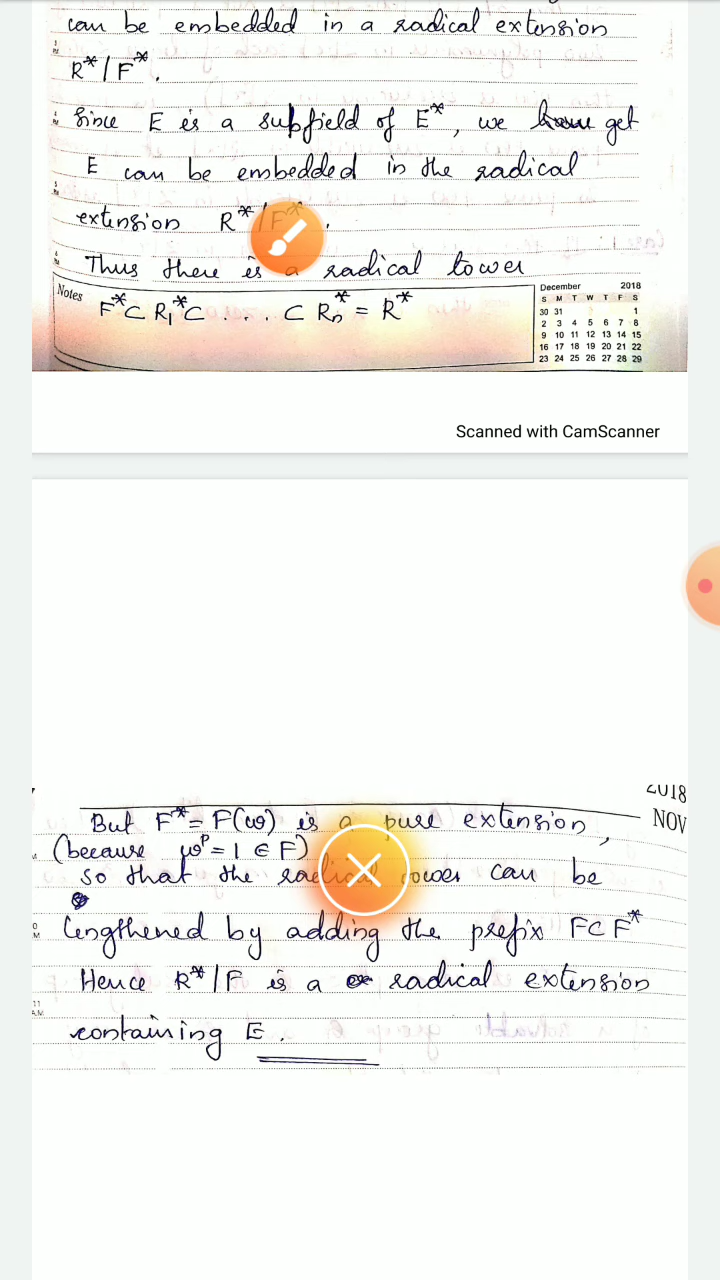 can be embedded in a radical extension
R*/F*.
Since E is a subfield of E*, we get
E can be embedded in the radical
extension R*/F*.
Thus there is a radical tower
Notes
F* ⊂ R₁* ⊂ . . . ⊂ Rₙ* = R*
December 2018
S M T W T F S
30 31 1
2 3 4 5 6 7 8
9 10 11 12 13 14 15
16 17 18 19 20 21 22
23 24 25 26 27 28 29
Scanned with CamScanner
2018
NOV
But F* = F(ω) is a pure extension,
(because ωᵖ = 1 ∈ F)
so that the radical tower can be
lengthened by adding the prefix F ⊂ F*
Hence R*/F is a radical extension
11
A.M.
containing E.